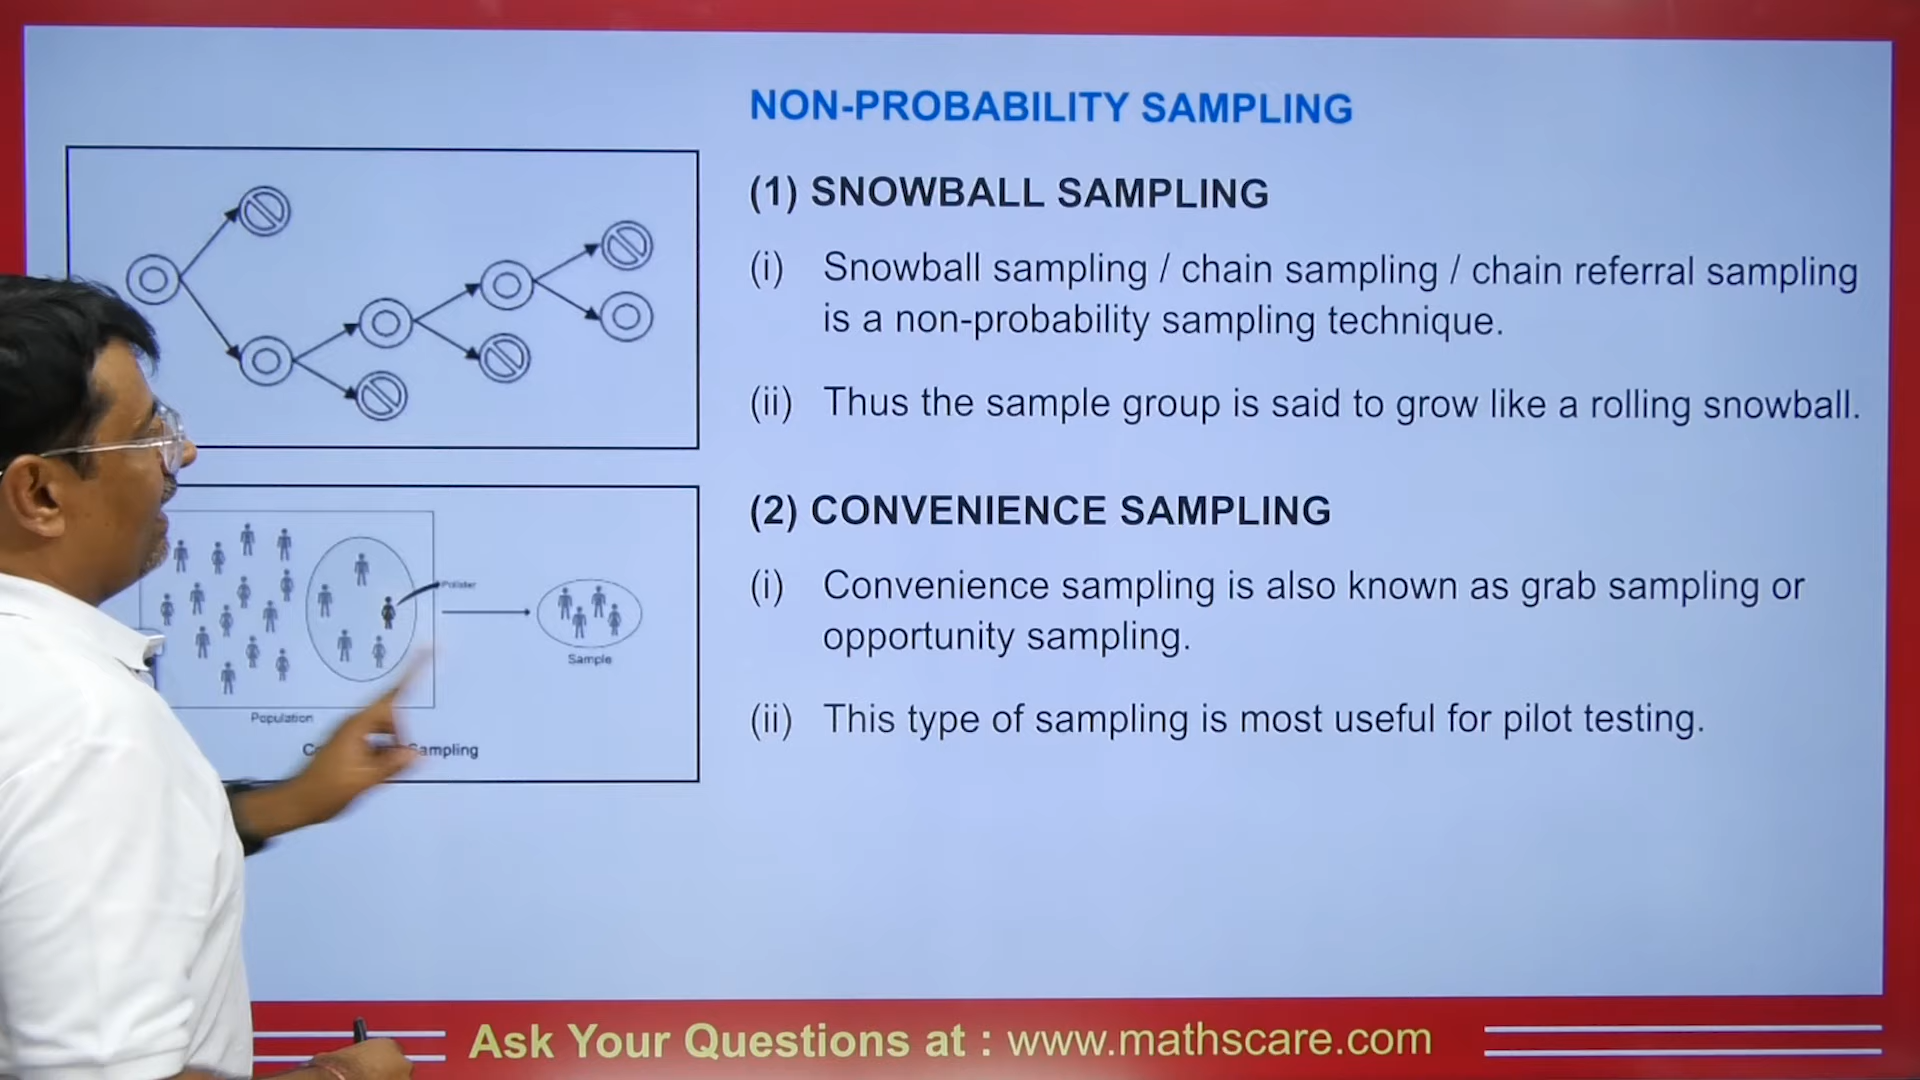 NON-PROBABILITY SAMPLING
(1) SNOWBALL SAMPLING
(i) Snowball sampling / chain sampling / chain referral sampling
is a non-probability sampling technique.
(ii) Thus the sample group is said to grow like a rolling snowball.
(2) CONVENIENCE SAMPLING
(i) Convenience sampling is also known as grab sampling or
opportunity sampling.
(ii) This type of sampling is most useful for pilot testing.
Sample
Population
Sampling
Ask Your Questions at : www.mathscare.com